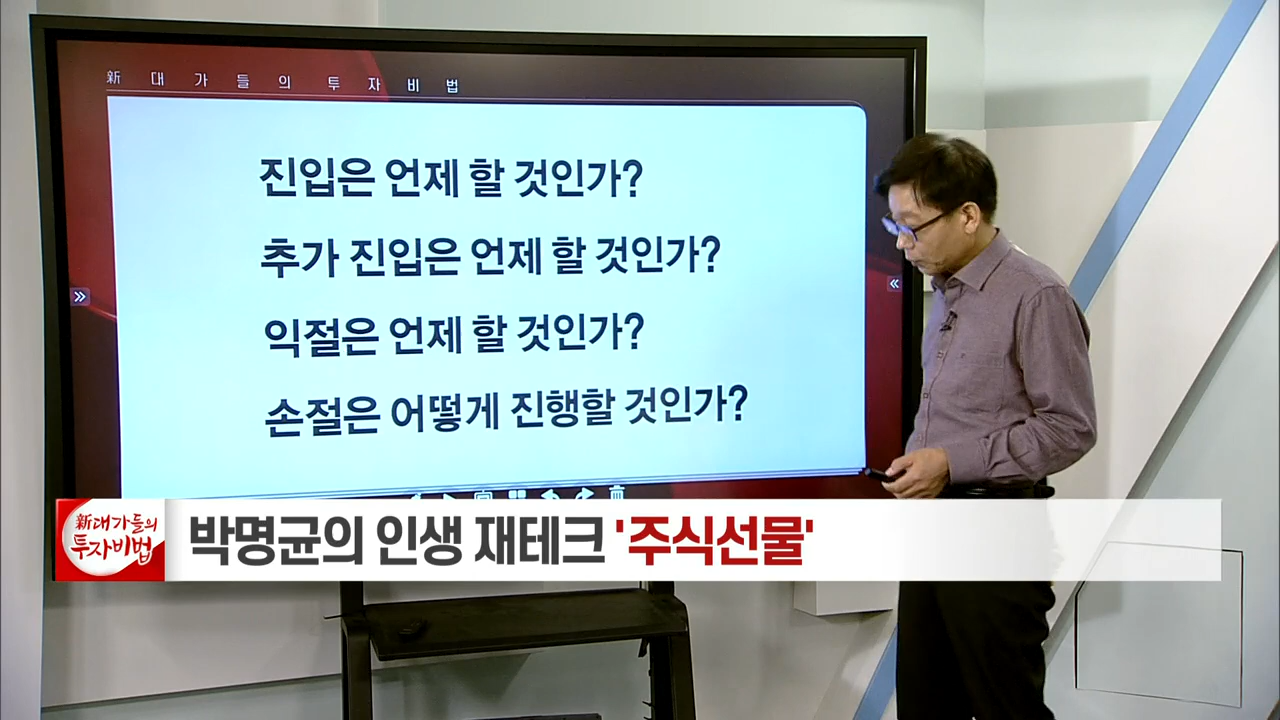 新 대 가 들 의 투 자 비 법
진입은 언제 할 것인가?
추가 진입은 언제 할 것인가?
익절은 언제 할 것인가?
손절은 어떻게 진행할 것인가?
新대가들의
투자비법
박명균의 인생 재테크 '주식선물'